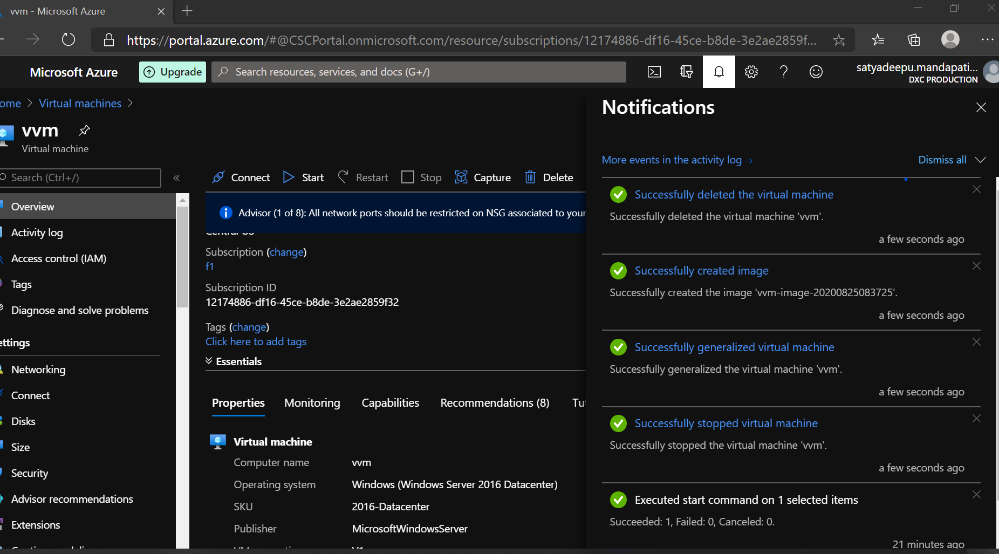 vvm - Microsoft Azure
https://portal.azure.com/#@CSCPortal.onmicrosoft.com/resource/subscriptions/12174886-df16-45ce-b8de-3e2ae2859f...
Microsoft Azure
Upgrade
Search resources, services, and docs (G+/)
satyadeepu.mandapati...
DXC PRODUCTION
ome > Virtual machines >
vvm
Virtual machine
Search (Ctrl+/)
«
Overview
Activity log
Access control (IAM)
Tags
Diagnose and solve problems
ettings
Networking
Connect
Disks
Size
Security
Advisor recommendations
Extensions
Connect
Start
Restart
Stop
Capture
Delete
Advisor (1 of 8): All network ports should be restricted on NSG associated to your
Central US
Subscription (change)
f1
Subscription ID
12174886-df16-45ce-b8de-3e2ae2859f32
Tags (change)
Click here to add tags
Essentials
Properties
Monitoring
Capabilities
Recommendations (8)
Tu
Virtual machine
Computer name vvm
Operating system Windows (Windows Server 2016 Datacenter)
SKU 2016-Datacenter
Publisher MicrosoftWindowsServer
Notifications
More events in the activity log→
Dismiss all
Successfully deleted the virtual machine
Successfully deleted the virtual machine 'vvm'.
a few seconds ago
Successfully created image
Successfully created the image 'vvm-image-20200825083725'.
a few seconds ago
Successfully generalized virtual machine
Successfully generalized the virtual machine 'vvm'.
a few seconds ago
Successfully stopped virtual machine
Successfully stopped the virtual machine 'vvm'.
a few seconds ago
Executed start command on 1 selected items
Succeeded: 1, Failed: 0, Canceled: 0.
21 minutes ago